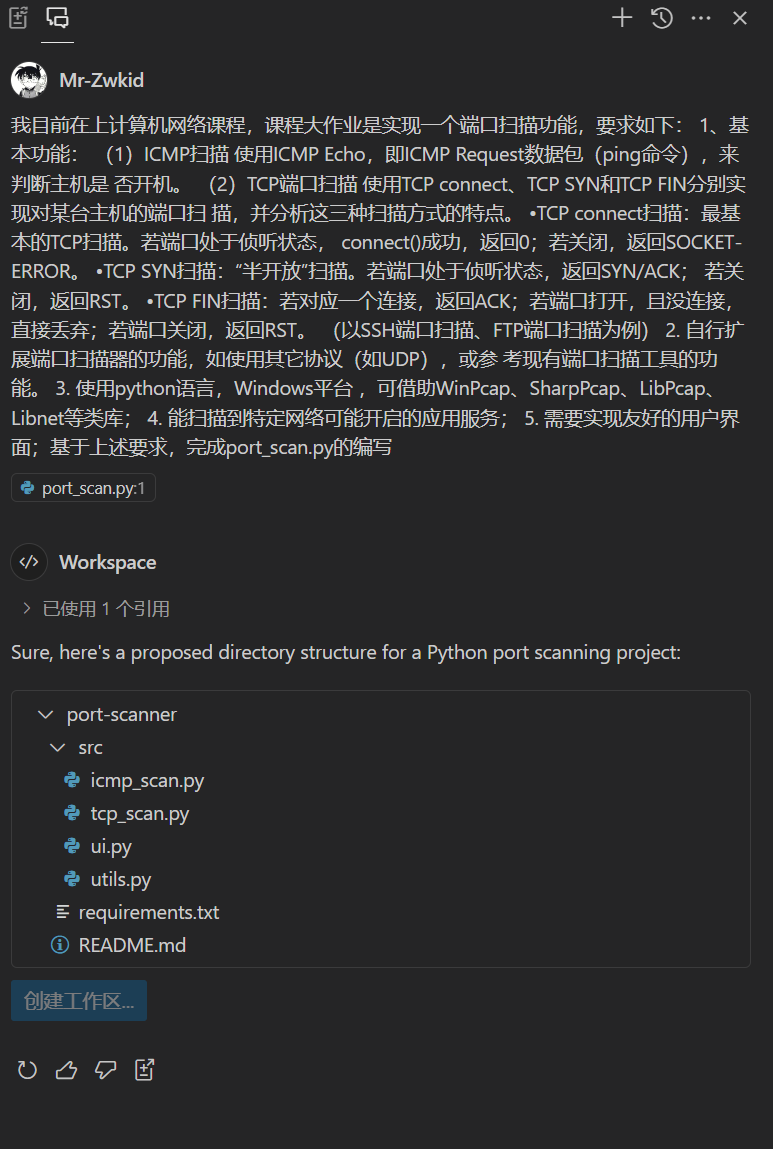 Mr-Zwkid
我目前在上计算机网络课程，课程大作业是实现一个端口扫描功能，要求如下： 1、基
本功能： （1）ICMP扫描 使用ICMP Echo，即ICMP Request数据包（ping命令），来
判断主机是 否开机。 （2）TCP端口扫描 使用TCP connect、TCP SYN和TCP FIN分别实
现对某台主机的端口扫 描，并分析这三种扫描方式的特点。 •TCP connect扫描：最基
本的TCP扫描。若端口处于侦听状态， connect()成功，返回0；若关闭，返回SOCKET-
ERROR。 •TCP SYN扫描：“半开放”扫描。若端口处于侦听状态，返回SYN/ACK； 若关
闭，返回RST。 •TCP FIN扫描：若对应一个连接，返回ACK；若端口打开，且没连接，
直接丢弃；若端口关闭，返回RST。 （以SSH端口扫描、FTP端口扫描为例） 2. 自行扩
展端口扫描器的功能，如使用其它协议（如UDP），或参 考现有端口扫描工具的功
能。 3. 使用python语言，Windows平台 ，可借助WinPcap、SharpPcap、LibPcap、
Libnet等类库； 4. 能扫描到特定网络可能开启的应用服务； 5. 需要实现友好的用户界
面；基于上述要求，完成port_scan.py的编写
port_scan.py:1
Workspace
已使用 1 个引用
Sure, here's a proposed directory structure for a Python port scanning project:
port-scanner
src
icmp_scan.py
tcp_scan.py
ui.py
utils.py
requirements.txt
README.md
创建工作区...